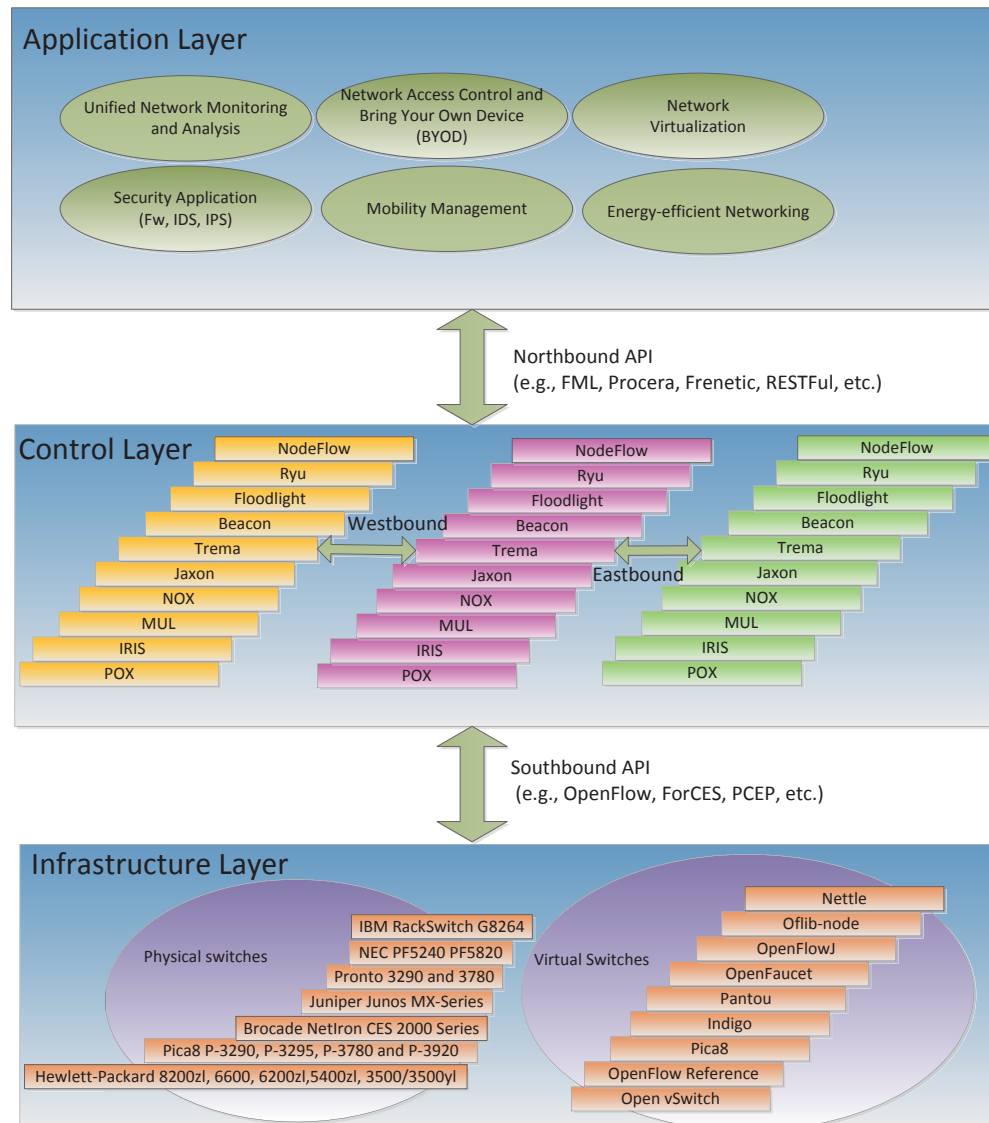 Application Layer
Unified Network Monitoring
and Analysis
Network Access Control and
Bring Your Own Device
(BYOD)
Network
Virtualization
Security Application
(Fw, IDS, IPS)
Mobility Management
Energy-efficient Networking
Northbound API
(e.g., FML, Procera, Frenetic, RESTFul, etc.)
Control Layer
NodeFlow
Ryu
Floodlight
Beacon
Trema
Jaxon
NOX
MUL
IRIS
POX
Westbound
NodeFlow
Ryu
Floodlight
Beacon
Trema
Jaxon
NOX
MUL
IRIS
POX
Eastbound
NodeFlow
Ryu
Floodlight
Beacon
Trema
Jaxon
NOX
MUL
IRIS
POX
Southbound API
(e.g., OpenFlow, ForCES, PCEP, etc.)
Infrastructure Layer
Physical switches
IBM RackSwitch G8264
NEC PF5240 PF5820
Pronto 3290 and 3780
Juniper Junos MX-Series
Brocade NetIron CES 2000 Series
Pica8 P-3290, P-3295, P-3780 and P-3920
Hewlett-Packard 8200zl, 6600, 6200zl,5400zl, 3500/3500yl
Virtual Switches
Nettle
Oflib-node
OpenFlowJ
OpenFaucet
Pantou
Indigo
Pica8
OpenFlow Reference
Open vSwitch